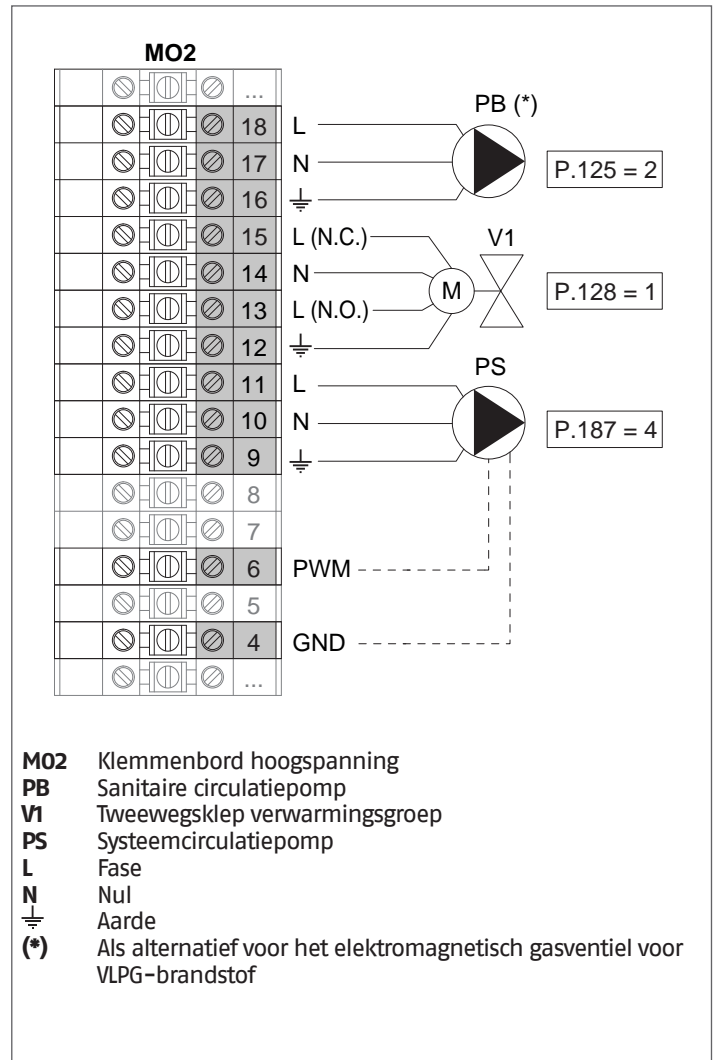 MO2
...
18 L PB (*)
17 N P.125 = 2
16
15 L (N.C.) V1
14 N M P.128 = 1
13 L (N.O.)
12
11 L PS
10 N P.187 = 4
9
8
7
6 PWM
5
4 GND
...
M02 Klemmenbord hoogspanning
PB Sanitaire circulatiepomp
V1 Tweewegsklep verwarmingsgroep
PS Systeemcirculatiepomp
L Fase
N Nul
⏚ Aarde
(*) Als alternatief voor het elektromagnetisch gasventiel voor
VLPG-brandstof